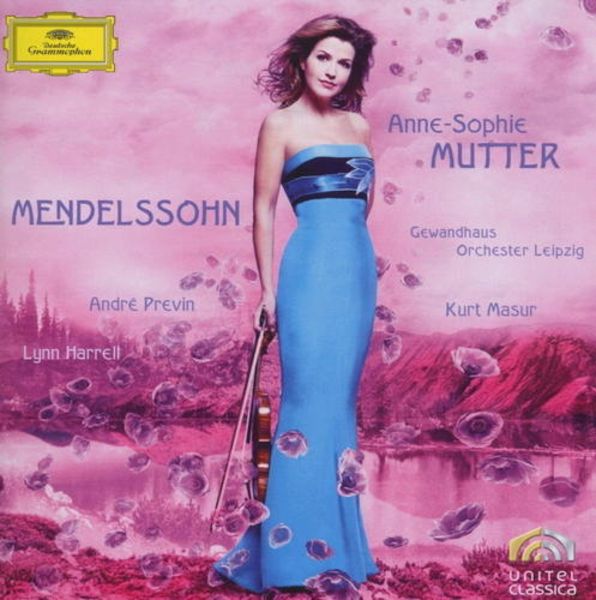 Deutsche
Grammophon
Anne-Sophie
MUTTER
MENDELSSOHN
Gewandhaus
Orchester Leipzig
André Previn
Kurt Masur
Lynn Harrell
UNITEL
CLASSICA